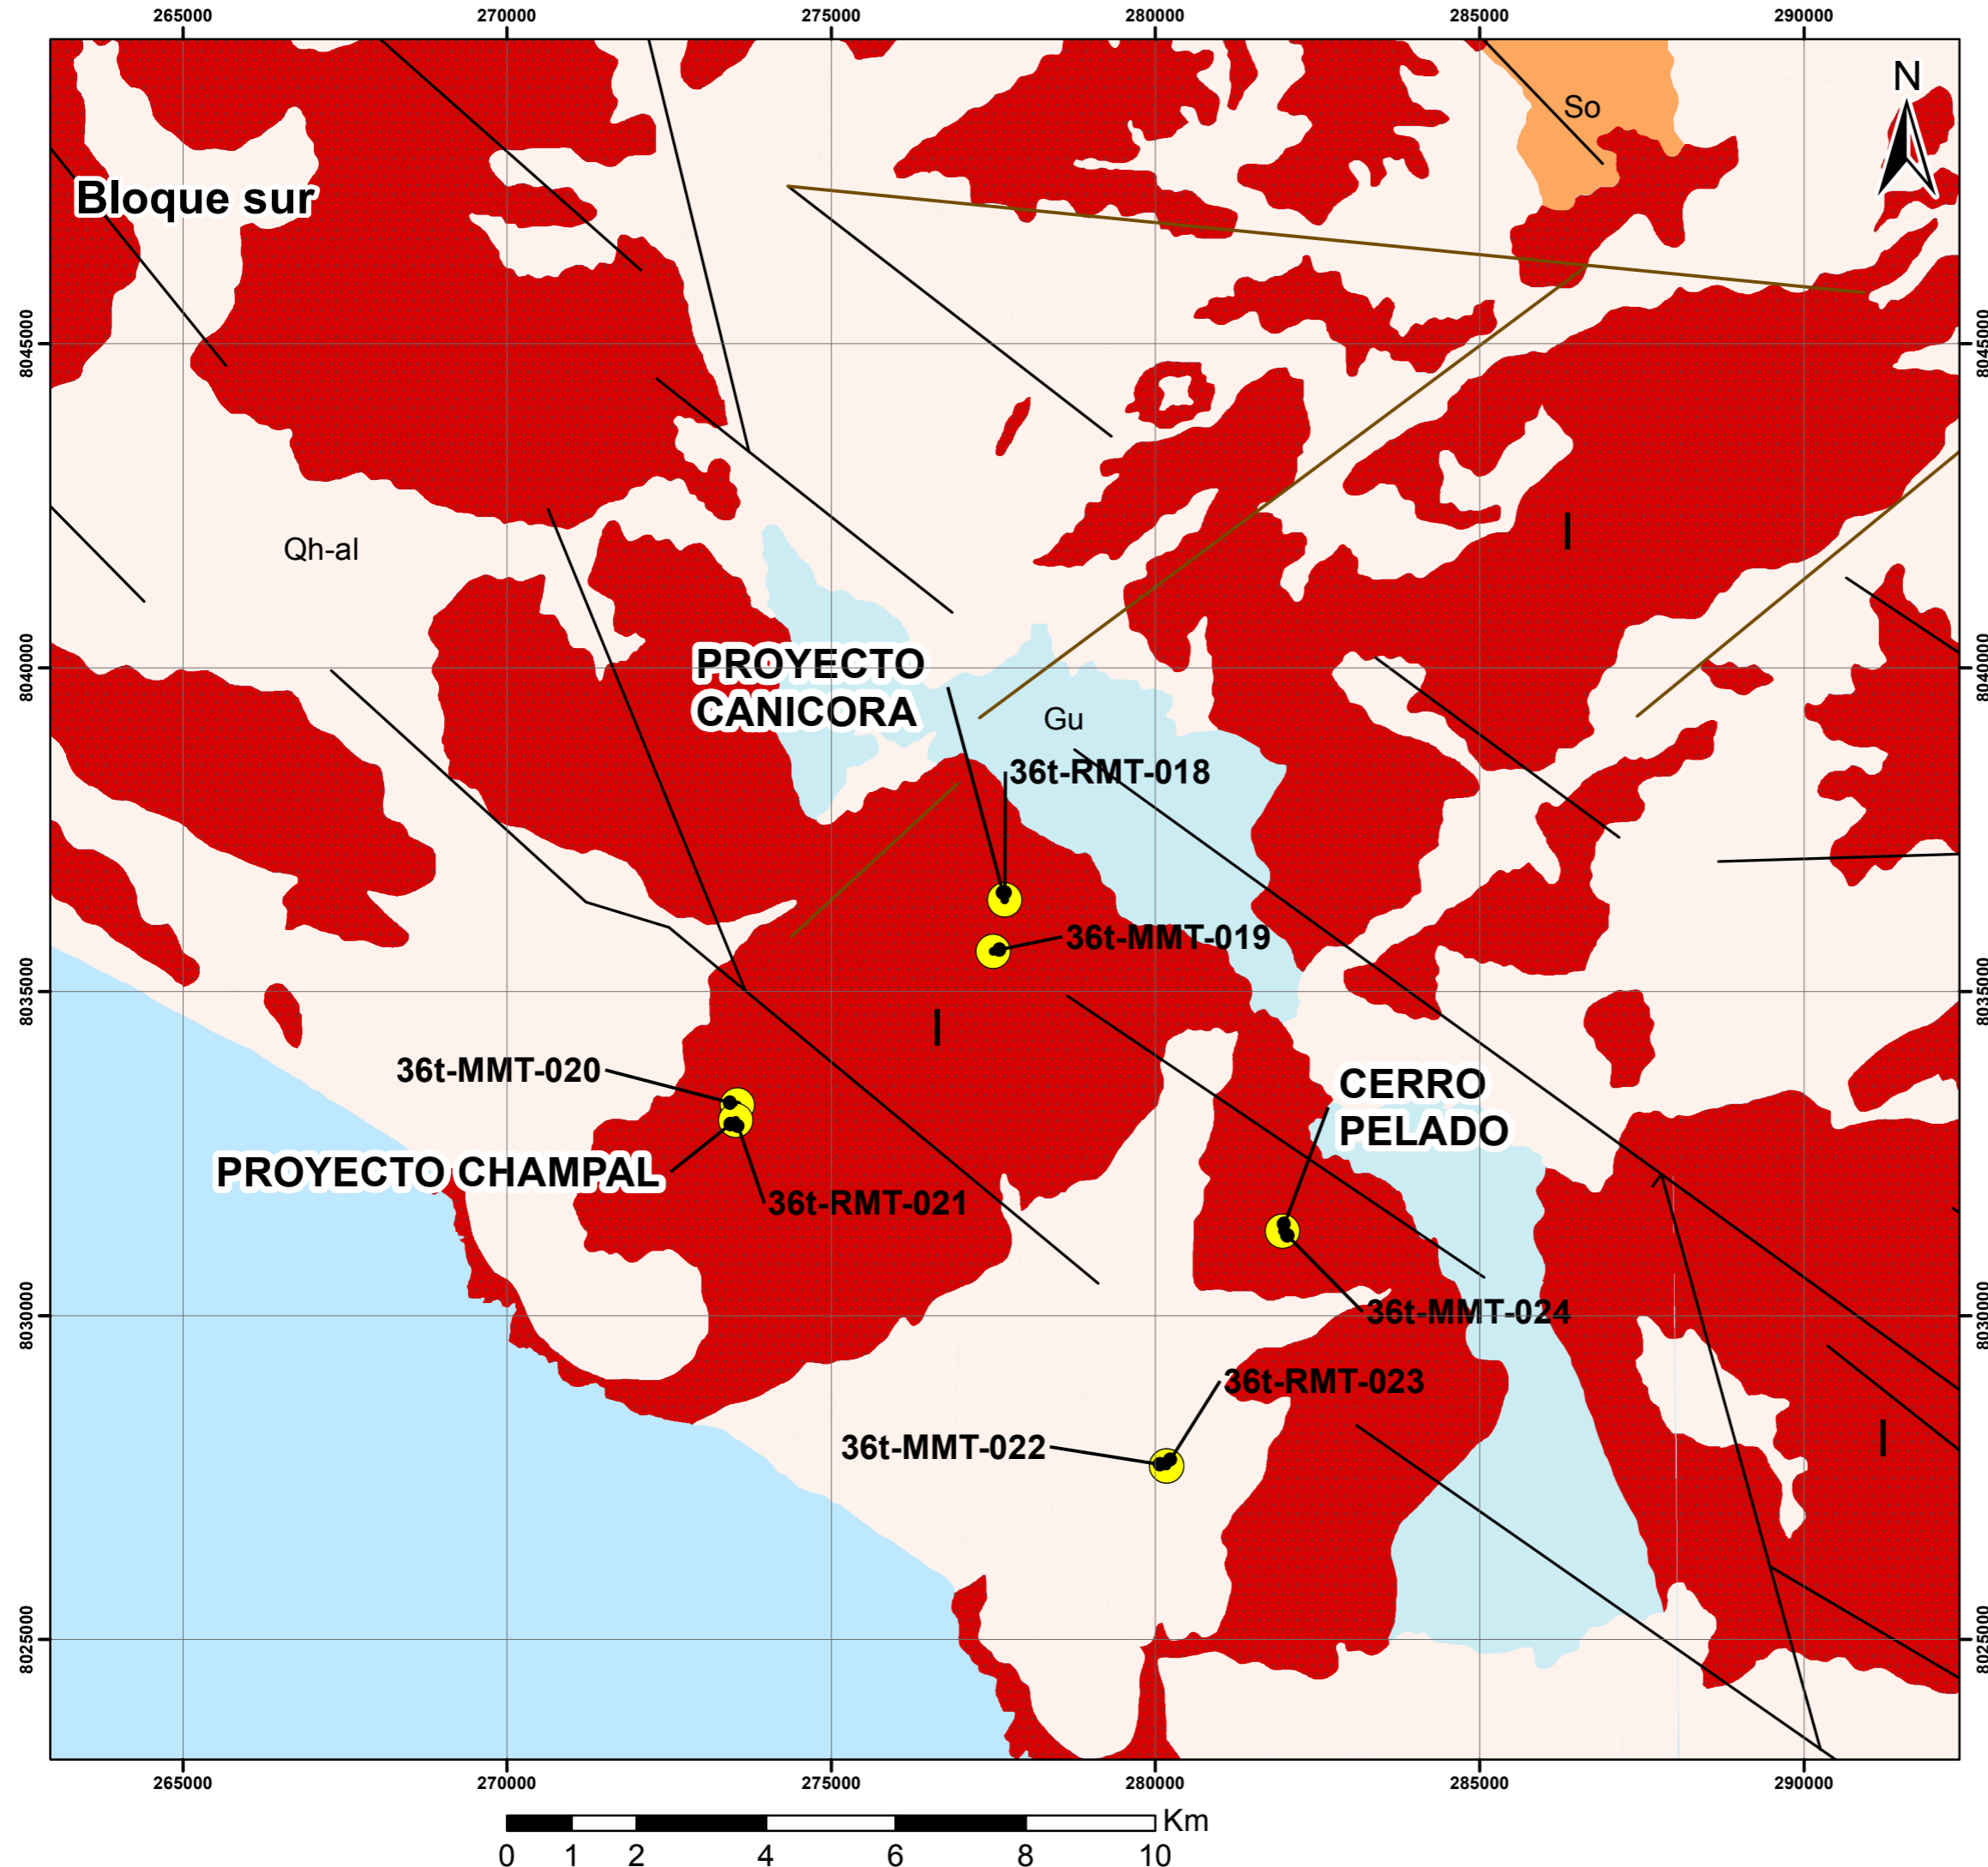 265000 270000 275000 280000 285000 290000
So
N
Bloque sur
8045000
8045000
I
Qh-al
8040000
8040000
PROYECTO
CANICORA
Gu
36t-RMT-018
36t-MMT-019
8035000
8035000
I
36t-MMT-020
CERRO
PELADO
PROYECTO CHAMPAL
36t-RMT-021
8030000
8030000
36t-MMT-024
36t-RMT-023
36t-MMT-022
I
8025000
8025000
265000 270000 275000 280000 285000 290000
Km
0 1 2 4 6 8 10